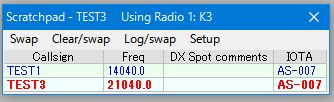 Scratchpad - TEST3 Using Radio 1: K3
Swap Clear/swap Log/swap Setup
Callsign Freq DX Spot comments IOTA
TEST1 14040.0 AS-007
TEST3 21040.0 AS-007